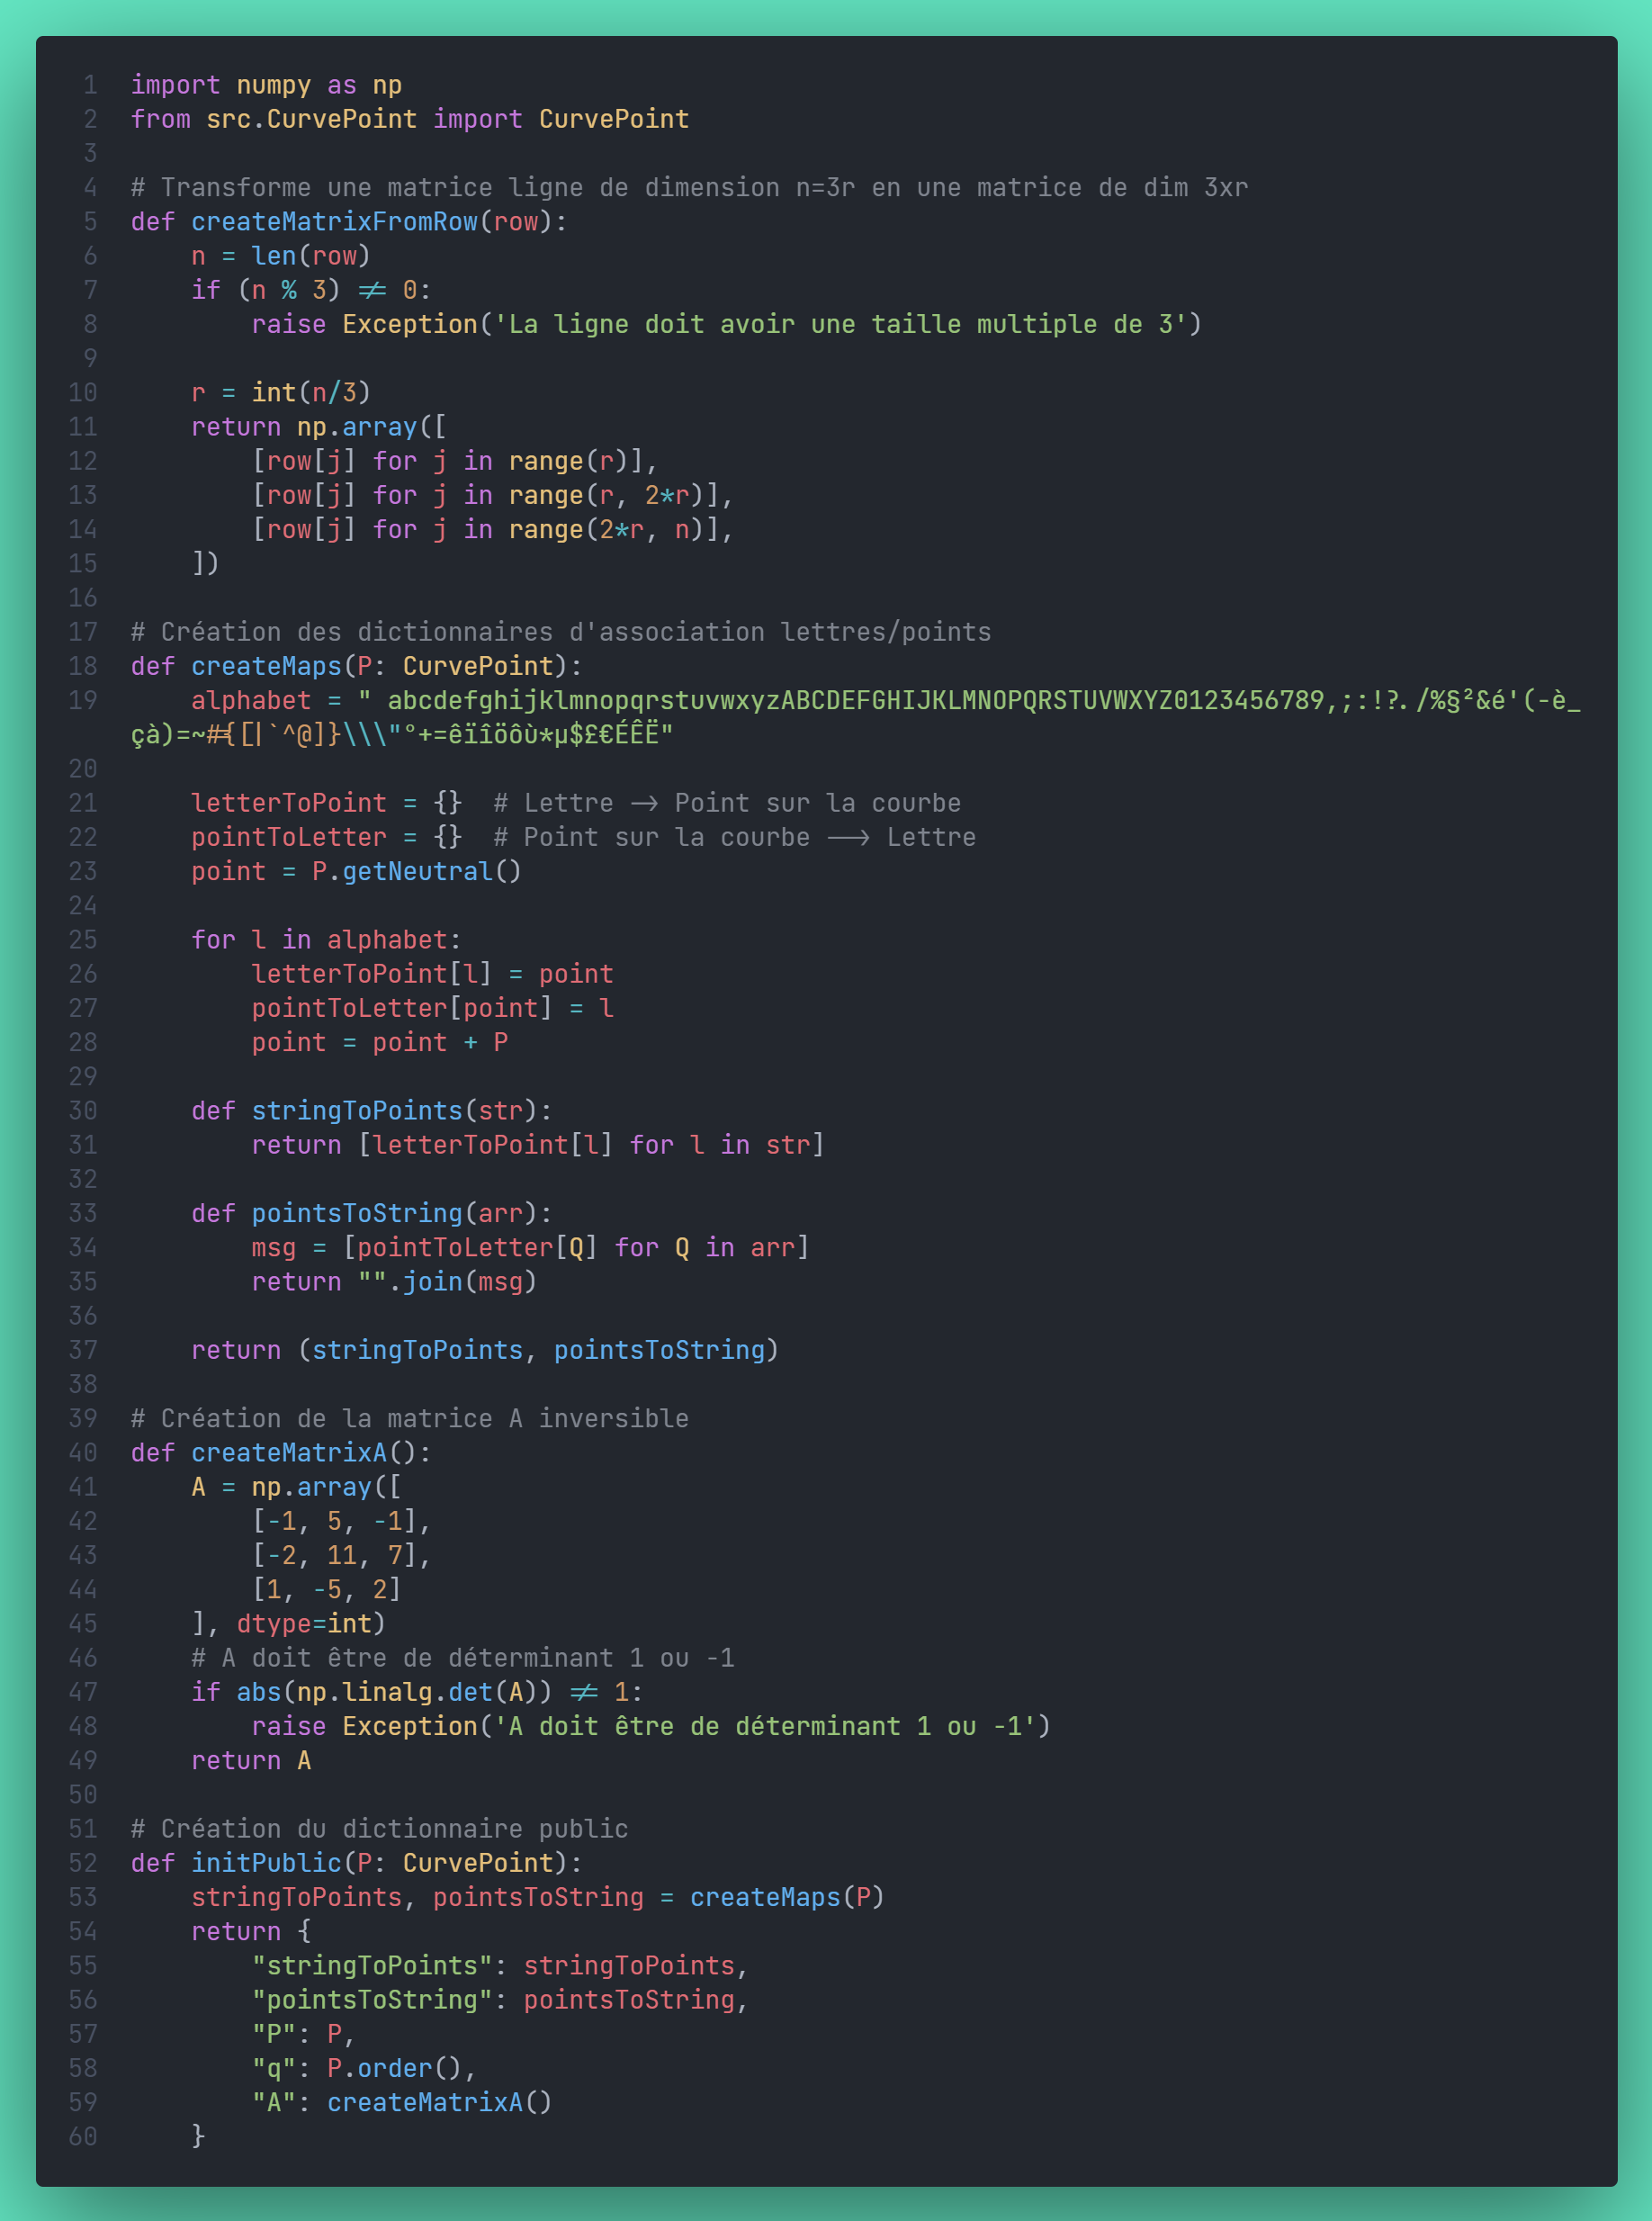 1 import numpy as np
2 from src.CurvePoint import CurvePoint
3
4 # Transforme une matrice ligne de dimension n=3r en une matrice de dim 3xr
5 def createMatrixFromRow(row):
6     n = len(row)
7     if (n % 3) != 0:
8         raise Exception('La ligne doit avoir une taille multiple de 3')
9
10     r = int(n/3)
11     return np.array([
12         [row[j] for j in range(r)],
13         [row[j] for j in range(r, 2*r)],
14         [row[j] for j in range(2*r, n)],
15     ])
16
17 # Création des dictionnaires d'association lettres/points
18 def createMaps(P: CurvePoint):
19     alphabet = " abcdefghijklmnopqrstuvwxyzABCDEFGHIJKLMNOPQRSTUVWXYZ0123456789,;:!?./%§²&é'(-è_
çà)=~#{[|`^@]}\\\"°+=êïîöôù*µ$£€ÉÊË"
20
21     letterToPoint = {}  # Lettre -> Point sur la courbe
22     pointToLetter = {}  # Point sur la courbe --> Lettre
23     point = P.getNeutral()
24
25     for l in alphabet:
26         letterToPoint[l] = point
27         pointToLetter[point] = l
28         point = point + P
29
30     def stringToPoints(str):
31         return [letterToPoint[l] for l in str]
32
33     def pointsToString(arr):
34         msg = [pointToLetter[Q] for Q in arr]
35         return "".join(msg)
36
37     return (stringToPoints, pointsToString)
38
39 # Création de la matrice A inversible
40 def createMatrixA():
41     A = np.array([
42         [-1, 5, -1],
43         [-2, 11, 7],
44         [1, -5, 2]
45     ], dtype=int)
46     # A doit être de déterminant 1 ou -1
47     if abs(np.linalg.det(A)) != 1:
48         raise Exception('A doit être de déterminant 1 ou -1')
49     return A
50
51 # Création du dictionnaire public
52 def initPublic(P: CurvePoint):
53     stringToPoints, pointsToString = createMaps(P)
54     return {
55         "stringToPoints": stringToPoints,
56         "pointsToString": pointsToString,
57         "P": P,
58         "q": P.order(),
59         "A": createMatrixA()
60     }